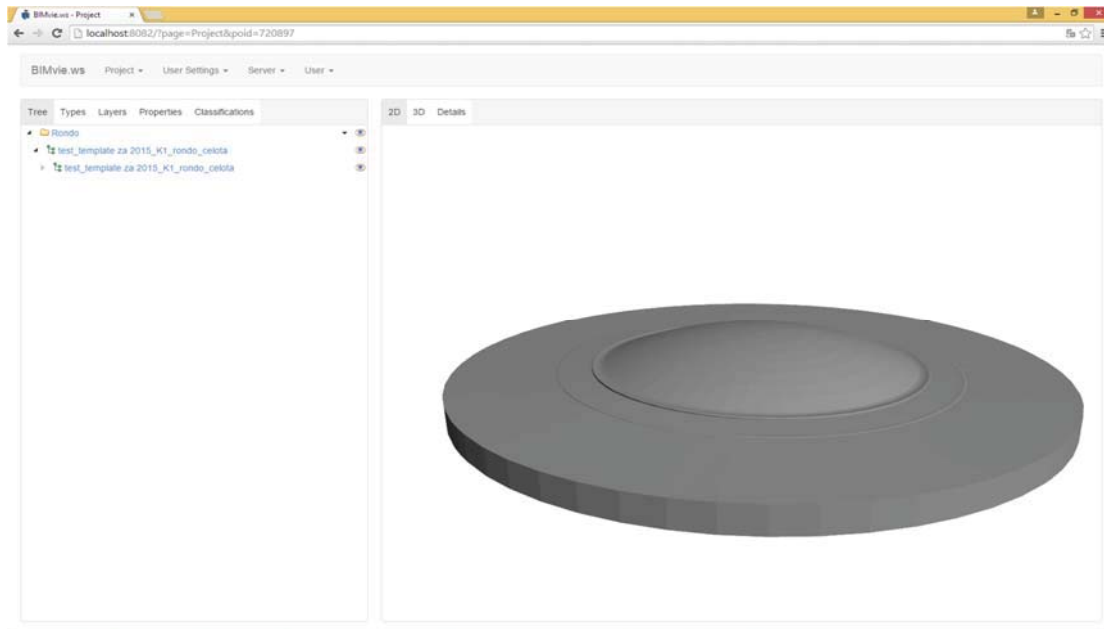 BIMvie.ws - Project
localhost:8082/?page=Project&poid=720897
BIMvie.ws Project User Settings Server User
Tree Types Layers Properties Classifications
2D 3D Details
Rondo
test_template za 2015_K1_rondo_celota
test_template za 2015_K1_rondo_celota